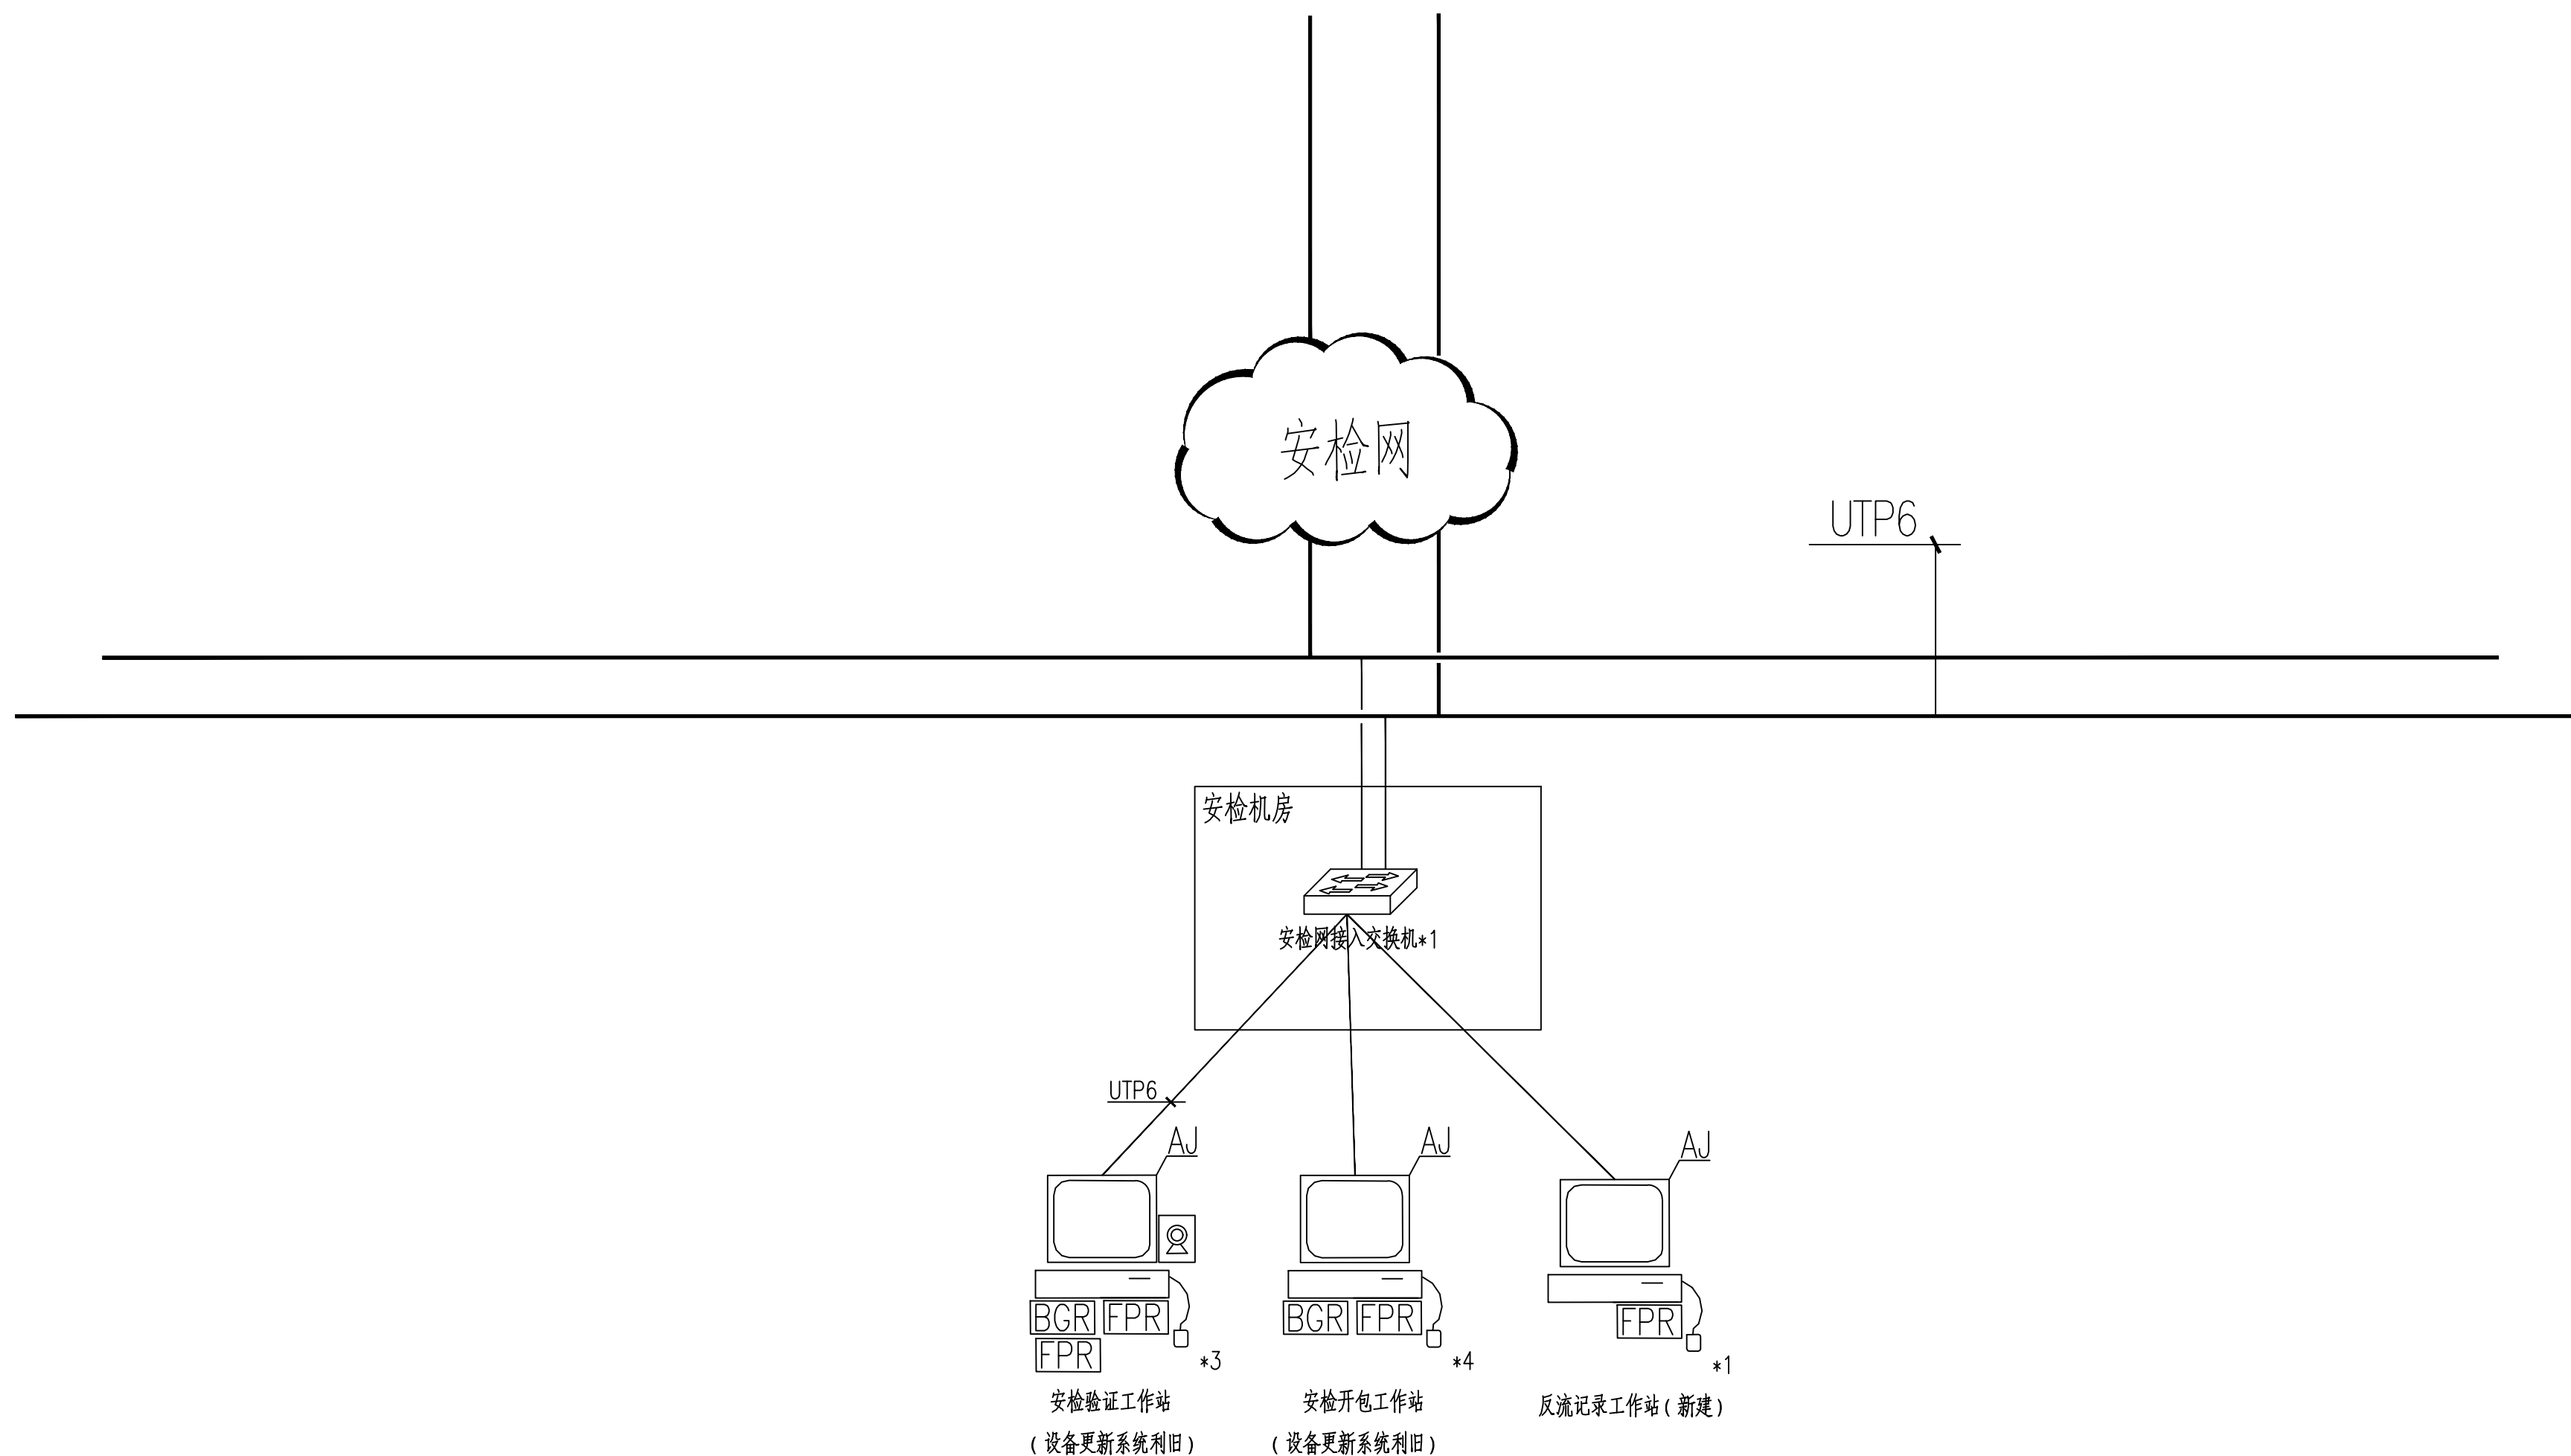 安检网
UTP6
安检机房
安检网接入交换机*1
UTP6
AJ
AJ
AJ
BGR FPR
FPR
*3
BGR FPR
*4
FPR
*1
安检验证工作站
(设备更新系统利旧)
安检开包工作站
(设备更新系统利旧)
反流记录工作站(新建)